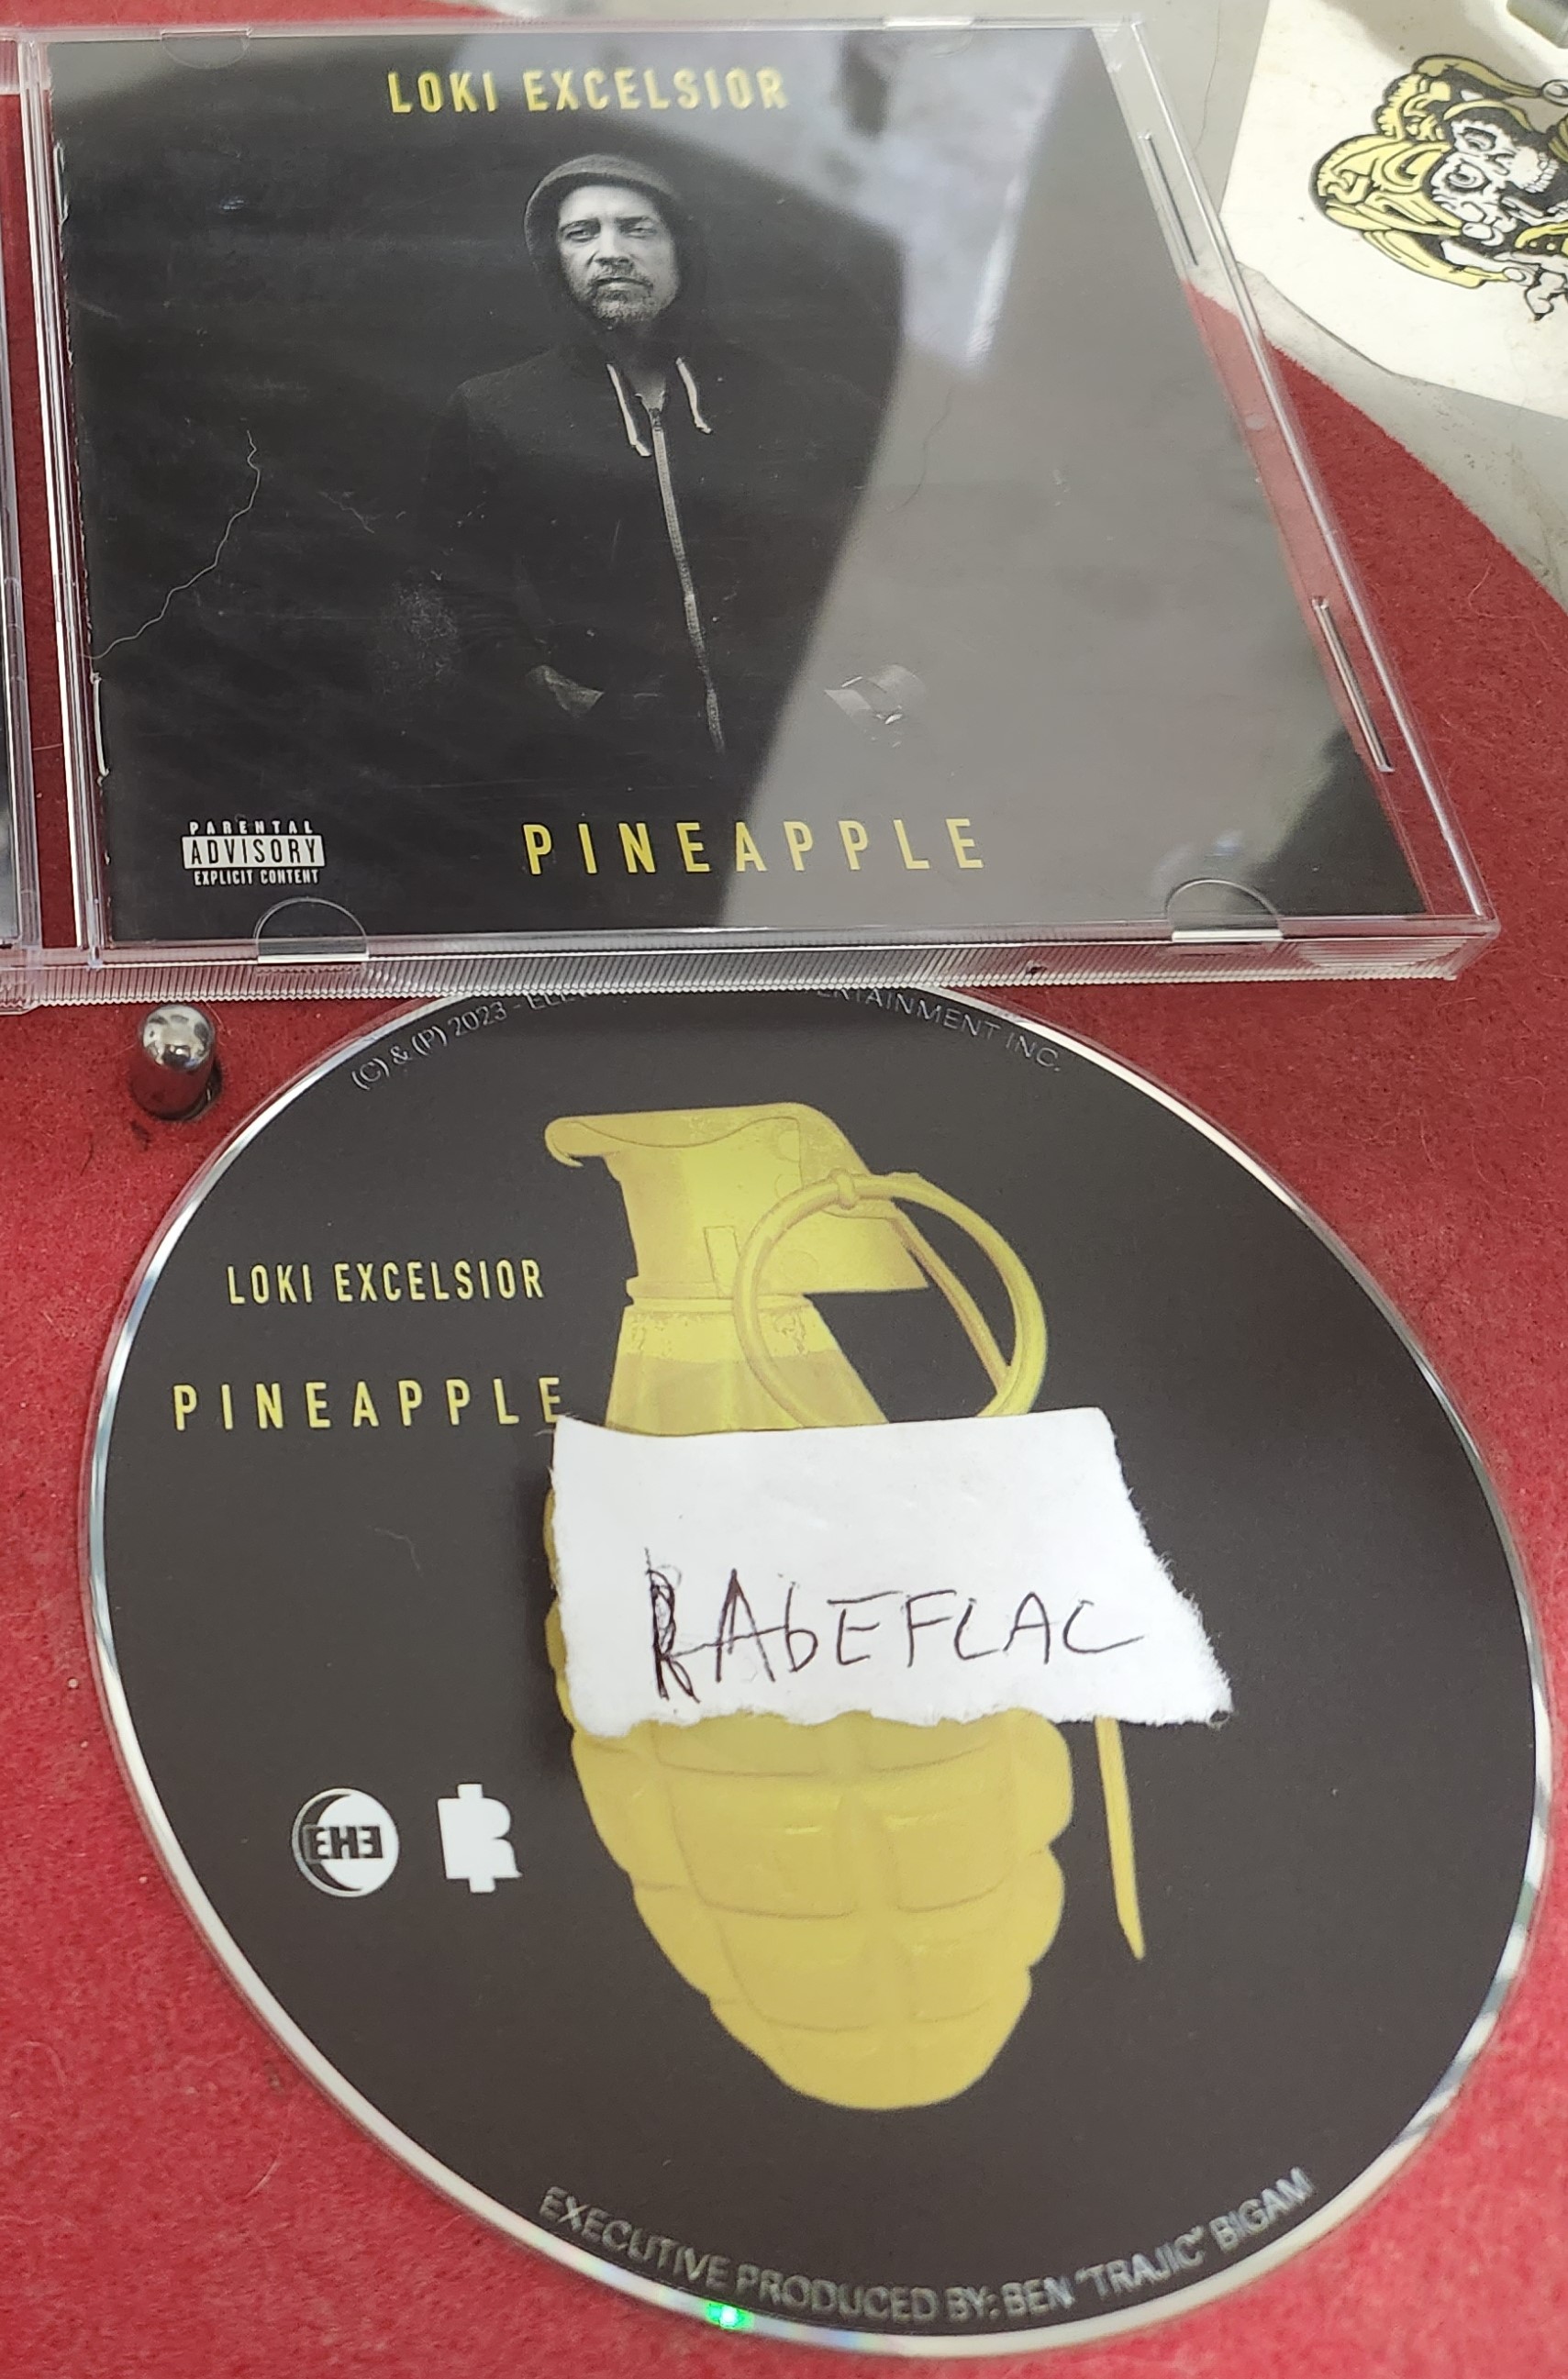 LOKI EXCELSIOR
PARENTAL
ADVISORY
EXPLICIT CONTENT
PINEAPPLE
(C) & (P) 2023 - INC.
LOKI EXCELSIOR
PINEAPPLE
RAbEFLAC
EHE
EXECUTIVE PRODUCED BY: BEN "TRAJIC" BIGAM